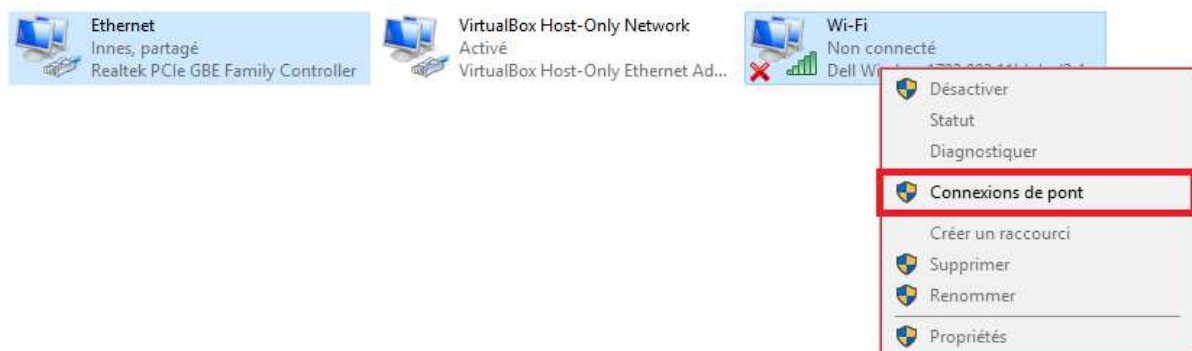 Ethernet
Innes, partagé
Realtek PCIe GBE Family Controller
VirtualBox Host-Only Network
Activé
VirtualBox Host-Only Ethernet Ad...
Wi-Fi
Non connecté
Dell
Désactiver
Statut
Diagnostiquer
Connexions de pont
Créer un raccourci
Supprimer
Renommer
Propriétés